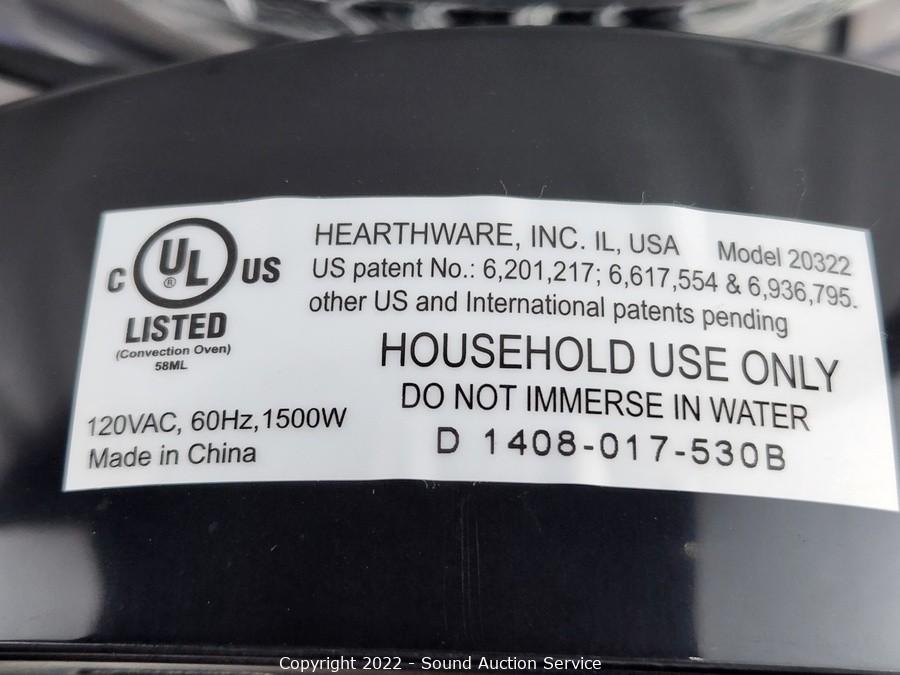 C UL ® US
LISTED
(Convection Oven)
58ML
120VAC, 60Hz,1500W
Made in China
HEARTHWARE, INC. IL, USA Model 20322
US patent No.: 6,201,217; 6,617,554 & 6,936,795.
other US and International patents pending
HOUSEHOLD USE ONLY
DO NOT IMMERSE IN WATER
D 1408-017-530B
Copyright 2022 - Sound Auction Service